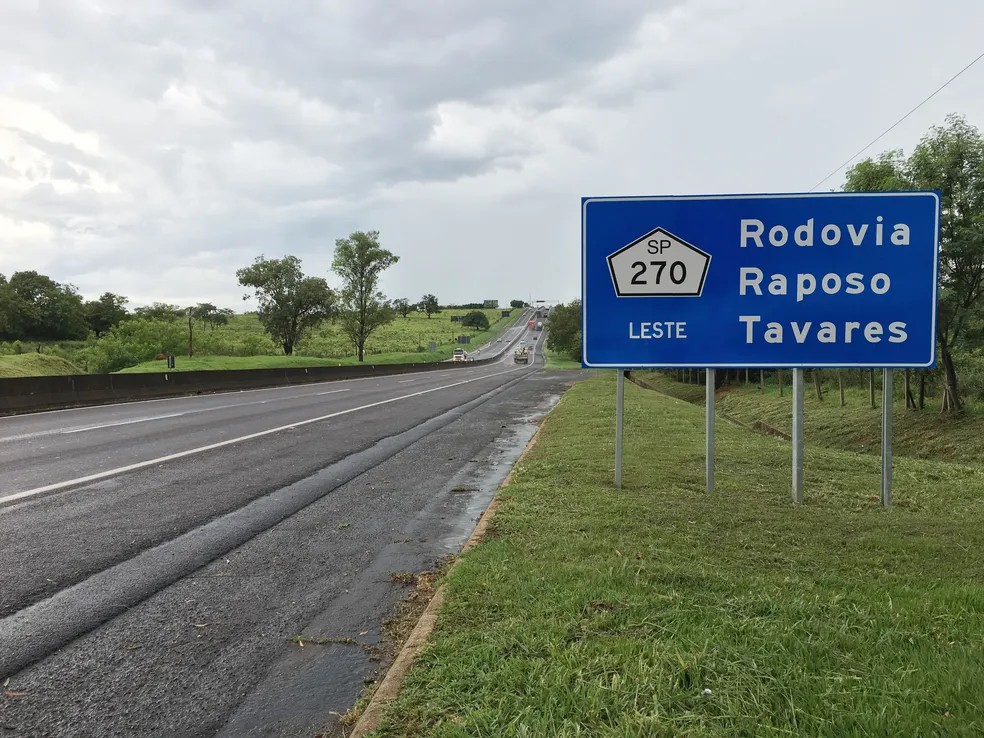 SP
270
LESTE
Rodovia
Raposo
Tavares